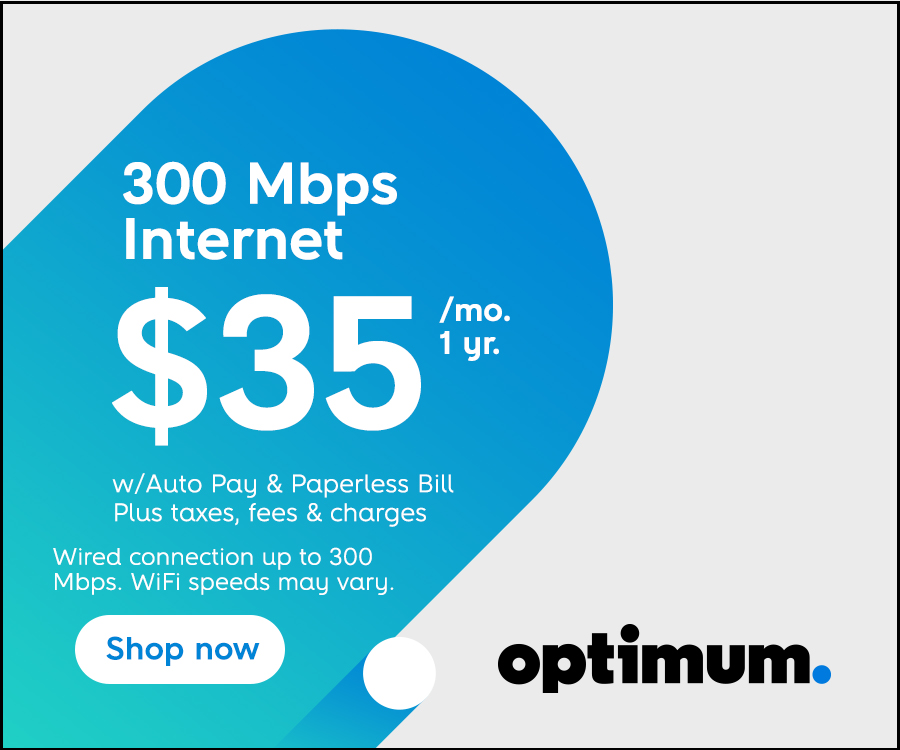 300 Mbps
Internet
$35 /mo.
1 yr.
w/Auto Pay & Paperless Bill
Plus taxes, fees & charges
Wired connection up to 300
Mbps. WiFi speeds may vary.
Shop now
optimum.